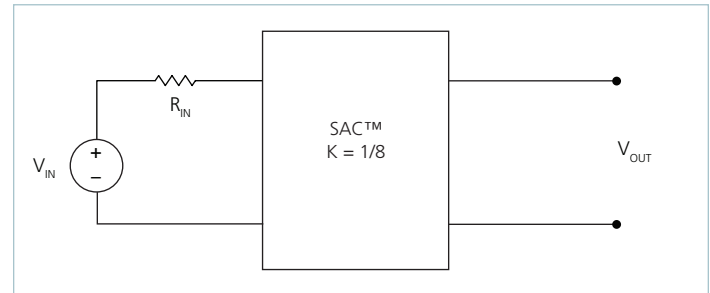 R_IN
SAC™
K = 1/8
V_IN
+
−
V_OUT